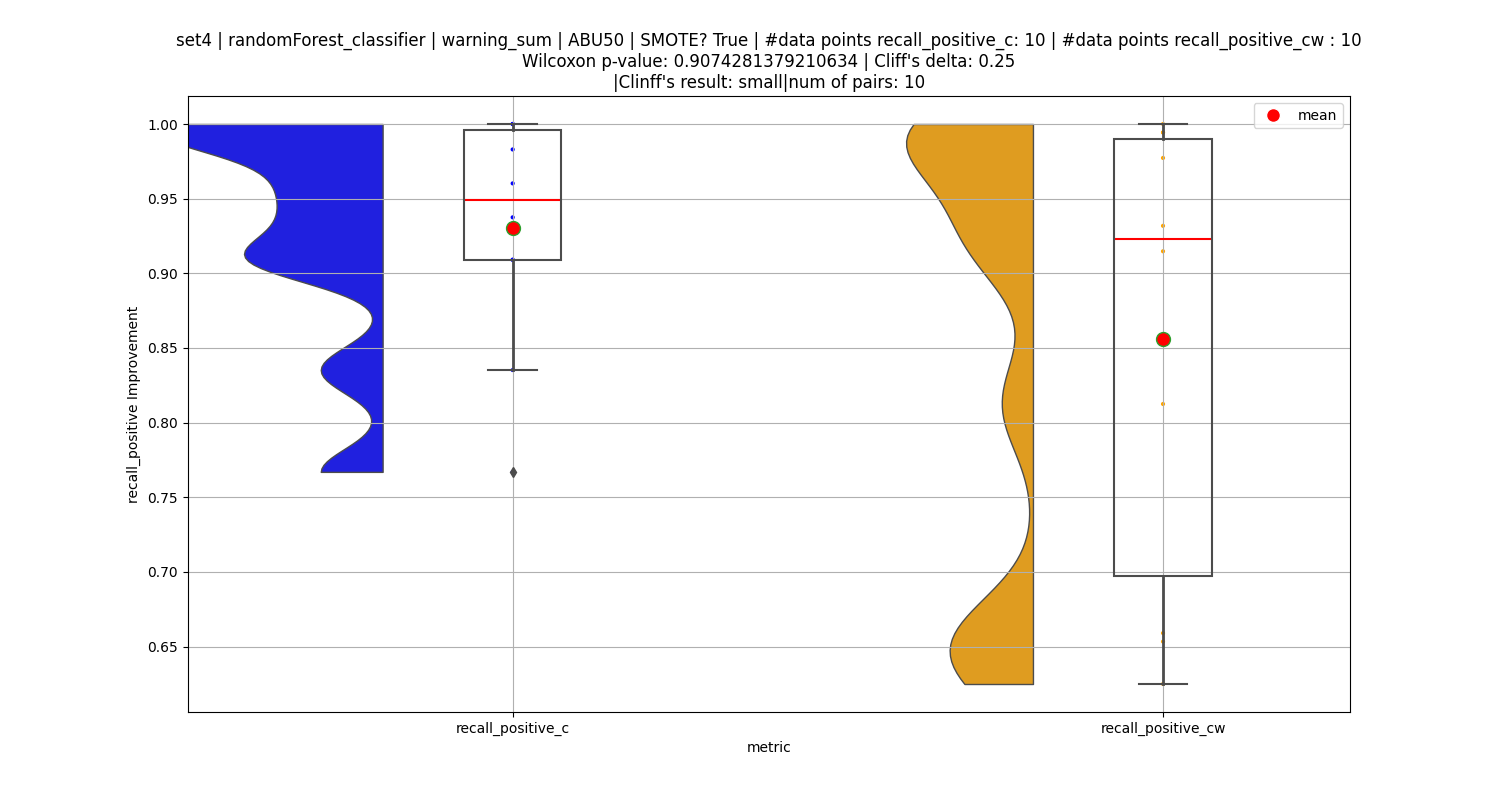 set4 | randomForest_classifier | warning_sum | ABU50 | SMOTE? True | #data points recall_positive_c: 10 | #data points recall_positive_cw : 10
Wilcoxon p-value: 0.9074281379210634 | Cliff's delta: 0.25
|Clinff's result: small|num of pairs: 10
mean
1.00
0.95
0.90
0.85
0.80
0.75
0.70
0.65
recall_positive Improvement
recall_positive_c
recall_positive_cw
metric